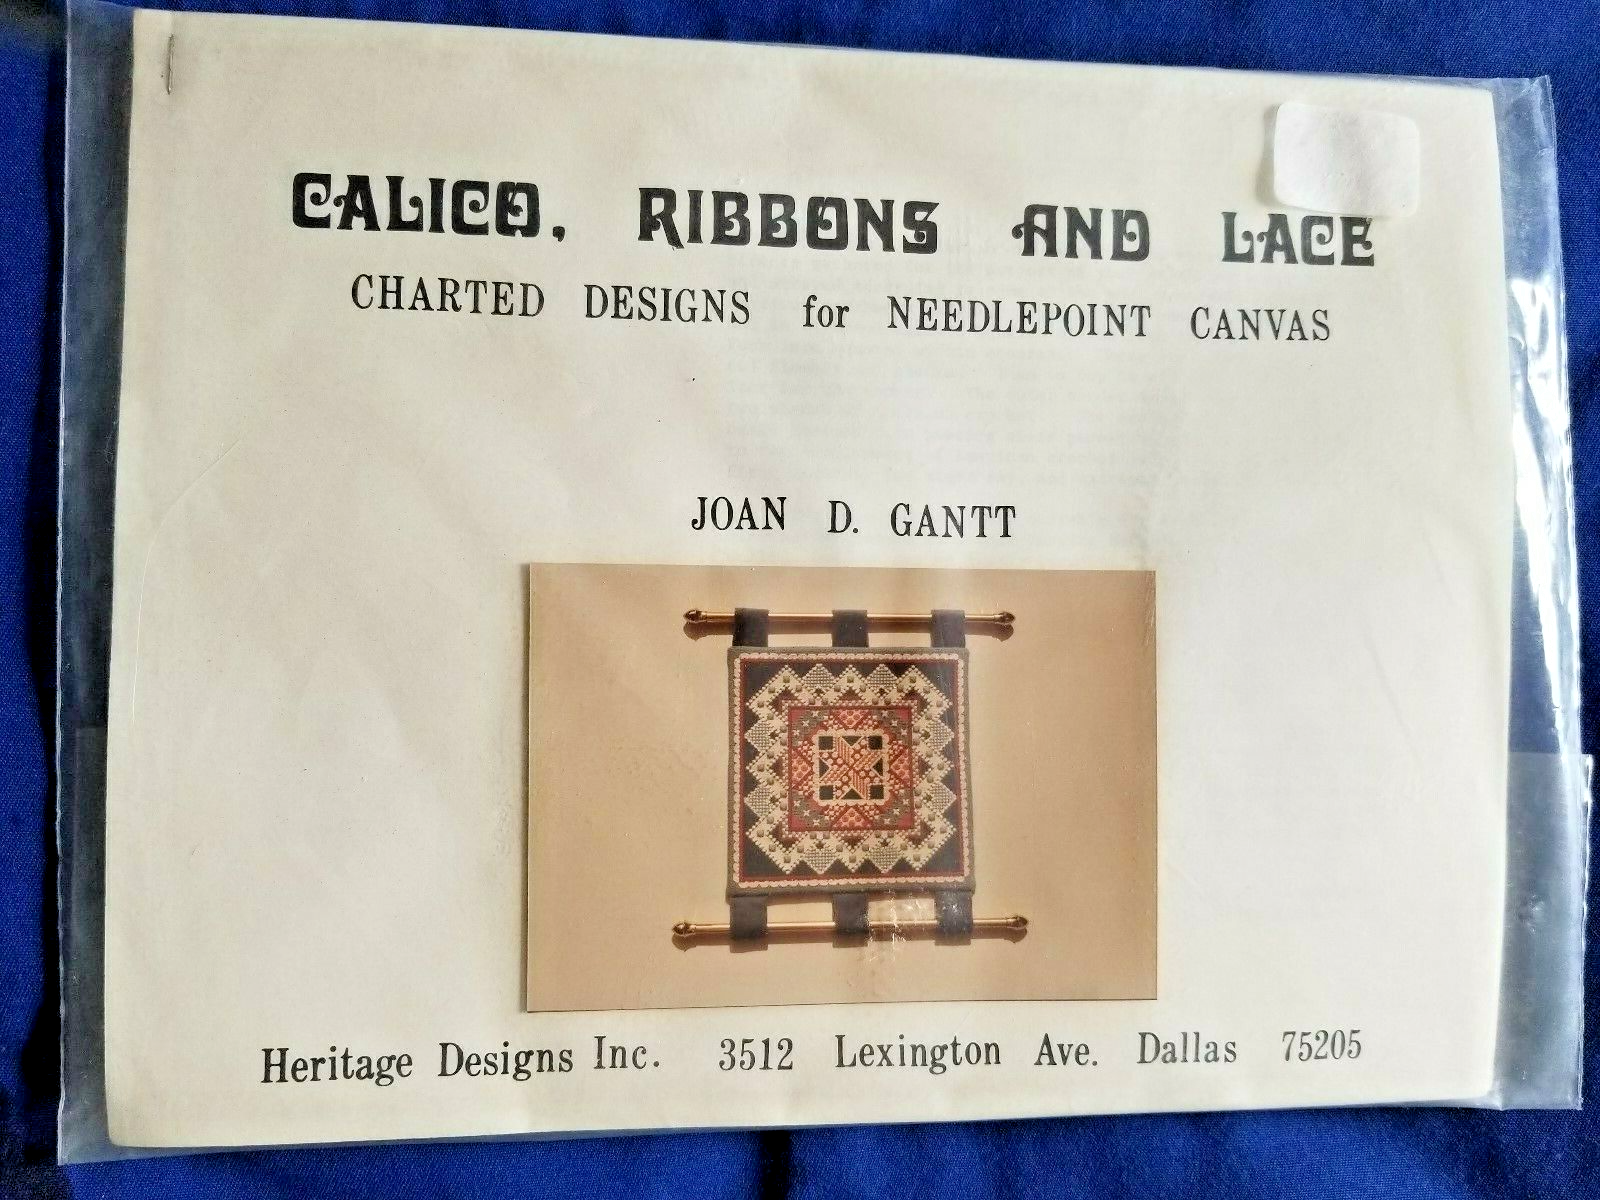 CALICO, RIBBONS AND LACE
CHARTED DESIGNS for NEEDLEPOINT CANVAS
JOAN D. GANTT
Heritage Designs Inc. 3512 Lexington Ave. Dallas 75205